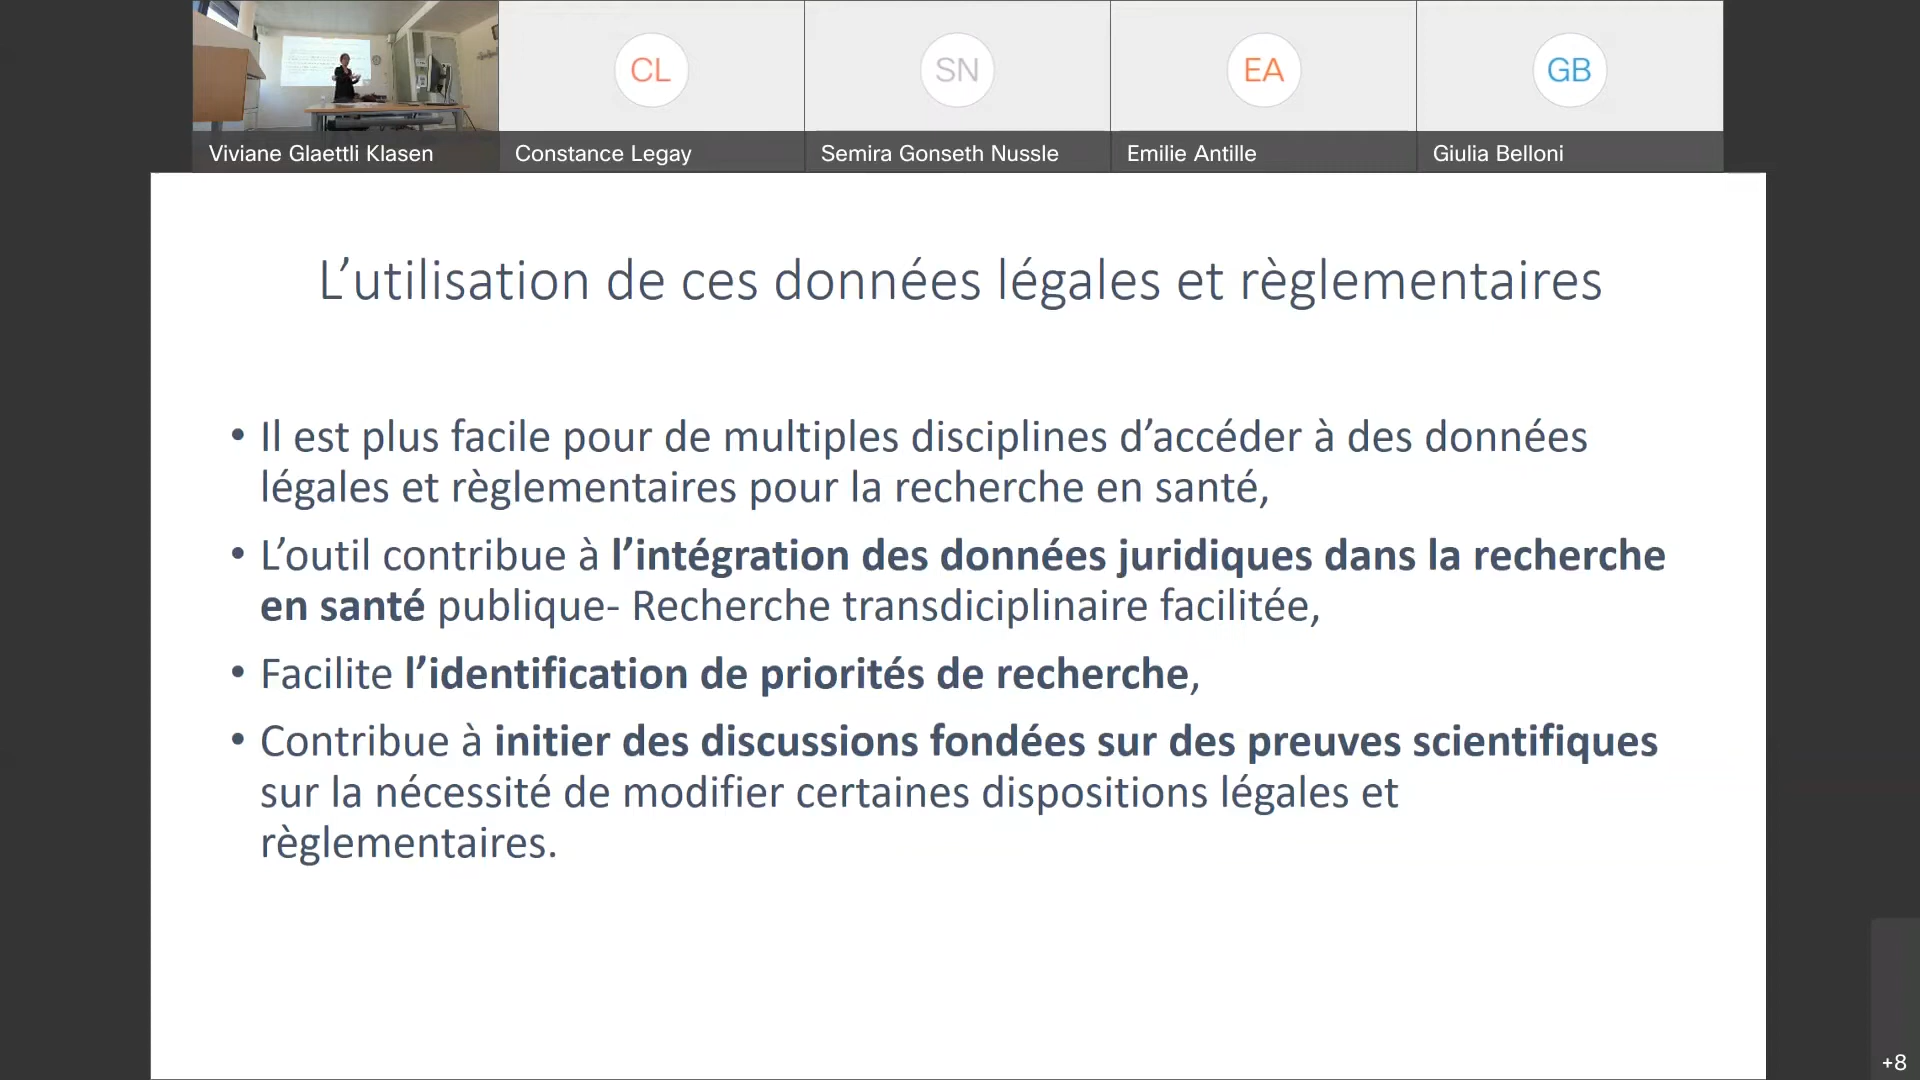 CL
SN
EA
GB
Viviane Glaettli Klasen
Constance Legay
Semira Gonseth Nussle
Emilie Antille
Giulia Belloni
L’utilisation de ces données légales et règlementaires
• Il est plus facile pour de multiples disciplines d’accéder à des données
légales et règlementaires pour la recherche en santé,
• L’outil contribue à l’intégration des données juridiques dans la recherche
en santé publique- Recherche transdiciplinaire facilitée,
• Facilite l’identification de priorités de recherche,
• Contribue à initier des discussions fondées sur des preuves scientifiques
sur la nécessité de modifier certaines dispositions légales et
règlementaires.
+8